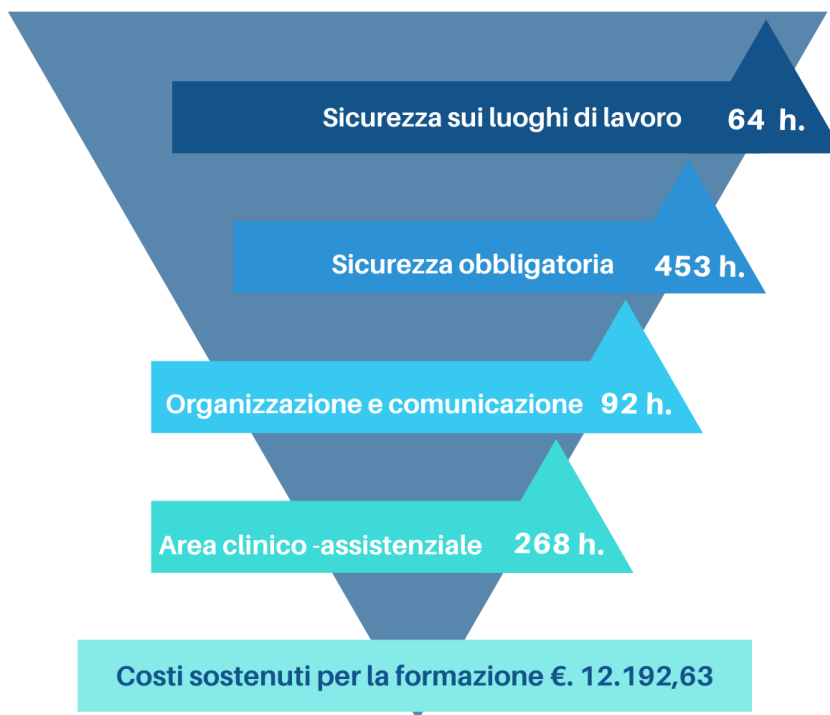 Sicurezza sui luoghi di lavoro 64 h.
Sicurezza obbligatoria 453 h.
Organizzazione e comunicazione 92 h.
Area clinico -assistenziale 268 h.
Costi sostenuti per la formazione €. 12.192,63